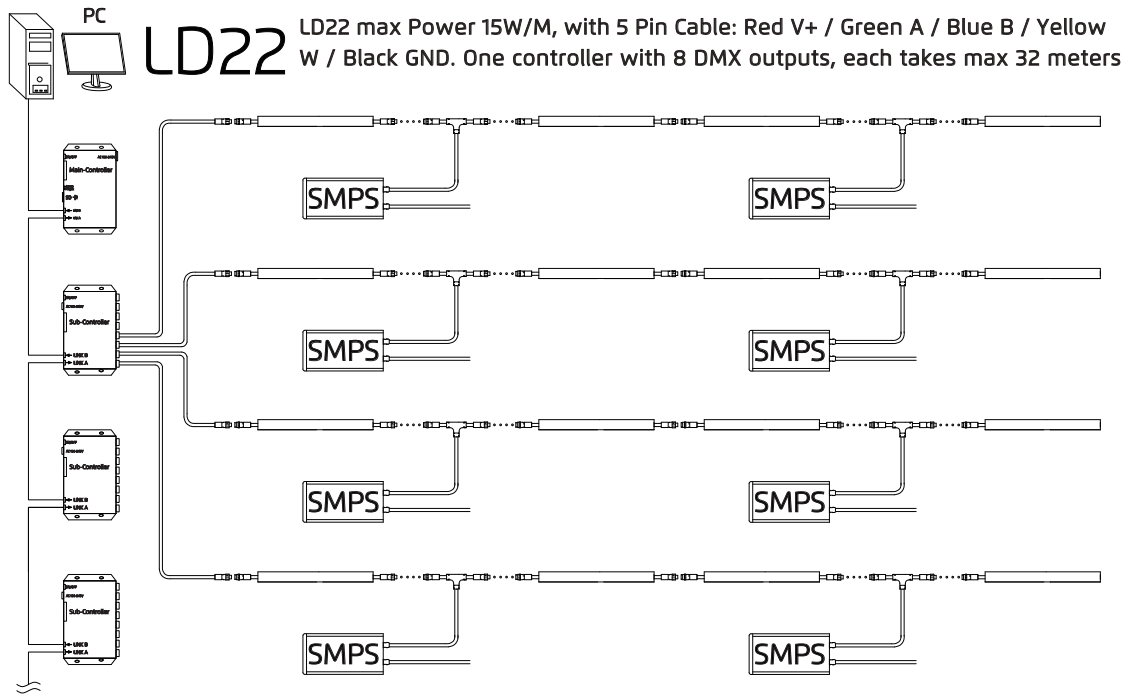 PC
LD22
LD22 max Power 15W/M, with 5 Pin Cable: Red V+ / Green A / Blue B / Yellow
W / Black GND. One controller with 8 DMX outputs, each takes max 32 meters
Main-Controller
SMPS
SMPS
Sub-Controller
LINK B
LINK A
SMPS
SMPS
Sub-Controller
LINK B
LINK A
SMPS
SMPS
Sub-Controller
LINK B
LINK A
SMPS
SMPS